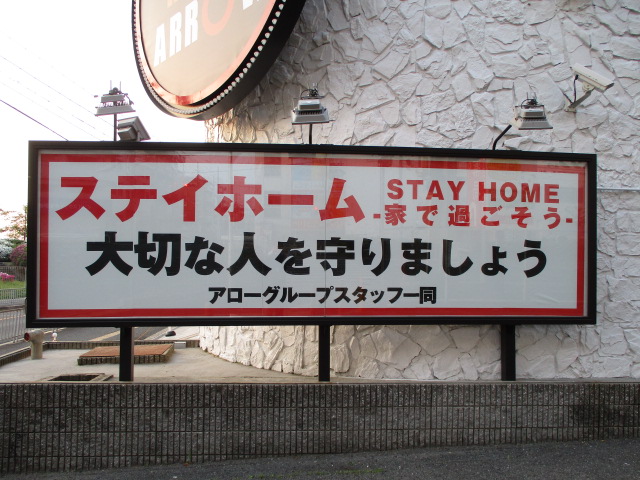 ARRO
ステイホーム
STAY HOME
-家で過ごそう-
大切な人を守りましょう
アローグループスタッフ一同